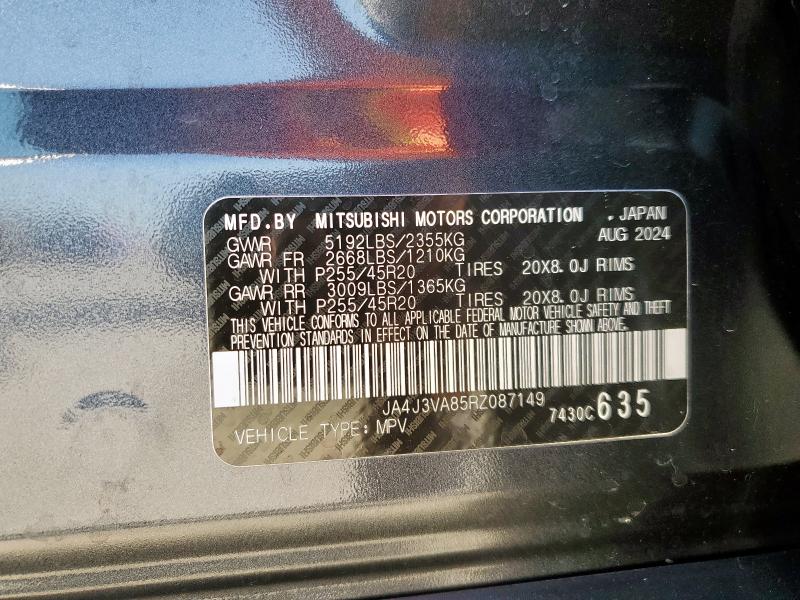 MFD.BY MITSUBISHI MOTORS CORPORATION . JAPAN
AUG 2024
GVWR 5192LBS/2355KG
GAWR FR 2668LBS/1210KG
WITH P255/45R20 TIRES 20X8.0J RIMS
GAWR RR 3009LBS/1365KG
WITH P255/45R20 TIRES 20X8.0J RIMS
THIS VEHICLE CONFORMS TO ALL APPLICABLE FEDERAL MOTOR VEHICLE SAFETY AND THEFT
PREVENTION STANDARDS IN EFFECT ON THE DATE OF MANUFACTURE SHOWN ABOVE.
JA4J3VA85RZ087149
7430C 635
VEHICLE TYPE: MPV